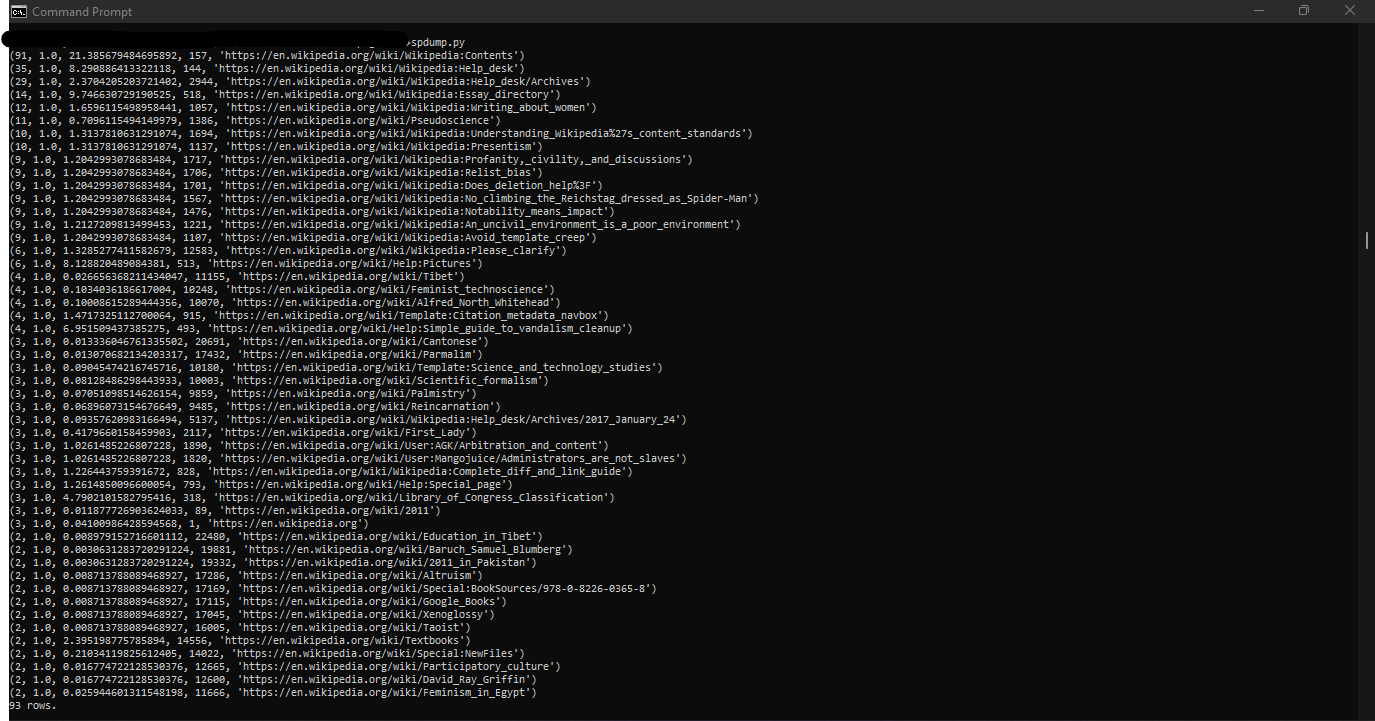 Command Prompt
>spdump.py
(91, 1.0, 21.385679484695892, 157, 'https://en.wikipedia.org/wiki/Wikipedia:Contents')
(35, 1.0, 8.290886413322118, 144, 'https://en.wikipedia.org/wiki/Wikipedia:Help_desk')
(29, 1.0, 2.3704205203721402, 2944, 'https://en.wikipedia.org/wiki/Wikipedia:Help_desk/Archives')
(14, 1.0, 9.746630729190525, 518, 'https://en.wikipedia.org/wiki/Wikipedia:Essay_directory')
(12, 1.0, 1.6596115498958441, 1057, 'https://en.wikipedia.org/wiki/Wikipedia:Writing_about_women')
(11, 1.0, 0.7096115494149979, 1386, 'https://en.wikipedia.org/wiki/Pseudoscience')
(10, 1.0, 1.3137810631291074, 1694, 'https://en.wikipedia.org/wiki/Wikipedia:Understanding_Wikipedia%27s_content_standards')
(10, 1.0, 1.3137810631291074, 1137, 'https://en.wikipedia.org/wiki/Wikipedia:Presentism')
(9, 1.0, 1.2042993078683484, 1717, 'https://en.wikipedia.org/wiki/Wikipedia:Profanity,_civility,_and_discussions')
(9, 1.0, 1.2042993078683484, 1706, 'https://en.wikipedia.org/wiki/Wikipedia:Relist_bias')
(9, 1.0, 1.2042993078683484, 1701, 'https://en.wikipedia.org/wiki/Wikipedia:Does_deletion_help%3F')
(9, 1.0, 1.2042993078683484, 1567, 'https://en.wikipedia.org/wiki/Wikipedia:No_climbing_the_Reichstag_dressed_as_Spider-Man')
(9, 1.0, 1.2042993078683484, 1476, 'https://en.wikipedia.org/wiki/Wikipedia:Notability_means_impact')
(9, 1.0, 1.2127209813499453, 1221, 'https://en.wikipedia.org/wiki/Wikipedia:An_uncivil_environment_is_a_poor_environment')
(9, 1.0, 1.2042993078683484, 1107, 'https://en.wikipedia.org/wiki/Wikipedia:Avoid_template_creep')
(6, 1.0, 1.3285277411582679, 12583, 'https://en.wikipedia.org/wiki/Wikipedia:Please_clarify')
(6, 1.0, 8.128820489084381, 513, 'https://en.wikipedia.org/wiki/Help:Pictures')
(4, 1.0, 0.026656368211434047, 11155, 'https://en.wikipedia.org/wiki/Tibet')
(4, 1.0, 0.1034036186617004, 10248, 'https://en.wikipedia.org/wiki/Feminist_technoscience')
(4, 1.0, 0.10008615289444356, 10070, 'https://en.wikipedia.org/wiki/Alfred_North_Whitehead')
(4, 1.0, 1.4717325112700064, 915, 'https://en.wikipedia.org/wiki/Template:Citation_metadata_navbox')
(4, 1.0, 6.951509437385275, 493, 'https://en.wikipedia.org/wiki/Help:Simple_guide_to_vandalism_cleanup')
(3, 1.0, 0.013336046761335502, 20691, 'https://en.wikipedia.org/wiki/Cantonese')
(3, 1.0, 0.013070682134203317, 17432, 'https://en.wikipedia.org/wiki/Parmalim')
(3, 1.0, 0.09045474216745716, 10180, 'https://en.wikipedia.org/wiki/Template:Science_and_technology_studies')
(3, 1.0, 0.08128486298443933, 10003, 'https://en.wikipedia.org/wiki/Scientific_formalism')
(3, 1.0, 0.07051098514626154, 9859, 'https://en.wikipedia.org/wiki/Palmistry')
(3, 1.0, 0.06896073154676649, 9485, 'https://en.wikipedia.org/wiki/Reincarnation')
(3, 1.0, 0.09357620983166494, 5137, 'https://en.wikipedia.org/wiki/Wikipedia:Help_desk/Archives/2017_January_24')
(3, 1.0, 0.4179660158459903, 2117, 'https://en.wikipedia.org/wiki/First_Lady')
(3, 1.0, 1.0261485226807228, 1890, 'https://en.wikipedia.org/wiki/User:AGK/Arbitration_and_content')
(3, 1.0, 1.0261485226807228, 1820, 'https://en.wikipedia.org/wiki/User:Mangojuice/Administrators_are_not_slaves')
(3, 1.0, 1.226443759391672, 828, 'https://en.wikipedia.org/wiki/Wikipedia:Complete_diff_and_link_guide')
(3, 1.0, 1.2614850096600054, 793, 'https://en.wikipedia.org/wiki/Help:Special_page')
(3, 1.0, 4.7902101582795416, 318, 'https://en.wikipedia.org/wiki/Library_of_Congress_Classification')
(3, 1.0, 0.011877726903624033, 89, 'https://en.wikipedia.org/wiki/2011')
(3, 1.0, 0.04100986428594568, 1, 'https://en.wikipedia.org')
(2, 1.0, 0.008979152716601112, 22480, 'https://en.wikipedia.org/wiki/Education_in_Tibet')
(2, 1.0, 0.0030631283720291224, 19881, 'https://en.wikipedia.org/wiki/Baruch_Samuel_Blumberg')
(2, 1.0, 0.0030631283720291224, 19332, 'https://en.wikipedia.org/wiki/2011_in_Pakistan')
(2, 1.0, 0.008713788089468927, 17286, 'https://en.wikipedia.org/wiki/Altruism')
(2, 1.0, 0.008713788089468927, 17169, 'https://en.wikipedia.org/wiki/Special:BookSources/978-0-8226-0365-8')
(2, 1.0, 0.008713788089468927, 17115, 'https://en.wikipedia.org/wiki/Google_Books')
(2, 1.0, 0.008713788089468927, 17045, 'https://en.wikipedia.org/wiki/Xenoglossy')
(2, 1.0, 0.008713788089468927, 16005, 'https://en.wikipedia.org/wiki/Taoist')
(2, 1.0, 2.395198775785894, 14556, 'https://en.wikipedia.org/wiki/Textbooks')
(2, 1.0, 0.21034119825612405, 14022, 'https://en.wikipedia.org/wiki/Special:NewFiles')
(2, 1.0, 0.016774722128530376, 12665, 'https://en.wikipedia.org/wiki/Participatory_culture')
(2, 1.0, 0.016774722128530376, 12600, 'https://en.wikipedia.org/wiki/David_Ray_Griffin')
(2, 1.0, 0.025944601311548198, 11666, 'https://en.wikipedia.org/wiki/Feminism_in_Egypt')
93 rows.